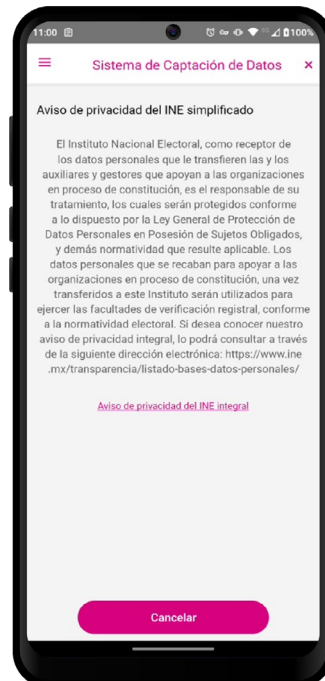 11:00
100%
Sistema de Captación de Datos ×
Aviso de privacidad del INE simplificado
El Instituto Nacional Electoral, como receptor de
los datos personales que le transfieren las y los
auxiliares y gestores que apoyan a las organizaciones
en proceso de constitución, es el responsable de su
tratamiento, los cuales serán protegidos conforme
a lo dispuesto por la Ley General de Protección de
Datos Personales en Posesión de Sujetos Obligados,
y demás normatividad que resulte aplicable. Los
datos personales que se recaban para apoyar a las
organizaciones en proceso de constitución, una vez
transferidos a este Instituto serán utilizados para
ejercer las facultades de verificación registral, conforme
a la normatividad electoral. Si desea conocer nuestro
aviso de privacidad integral, lo podrá consultar a través
de la siguiente dirección electrónica: https://www.ine
.mx/transparencia/listado-bases-datos-personales/
Aviso de privacidad del INE integral
Cancelar